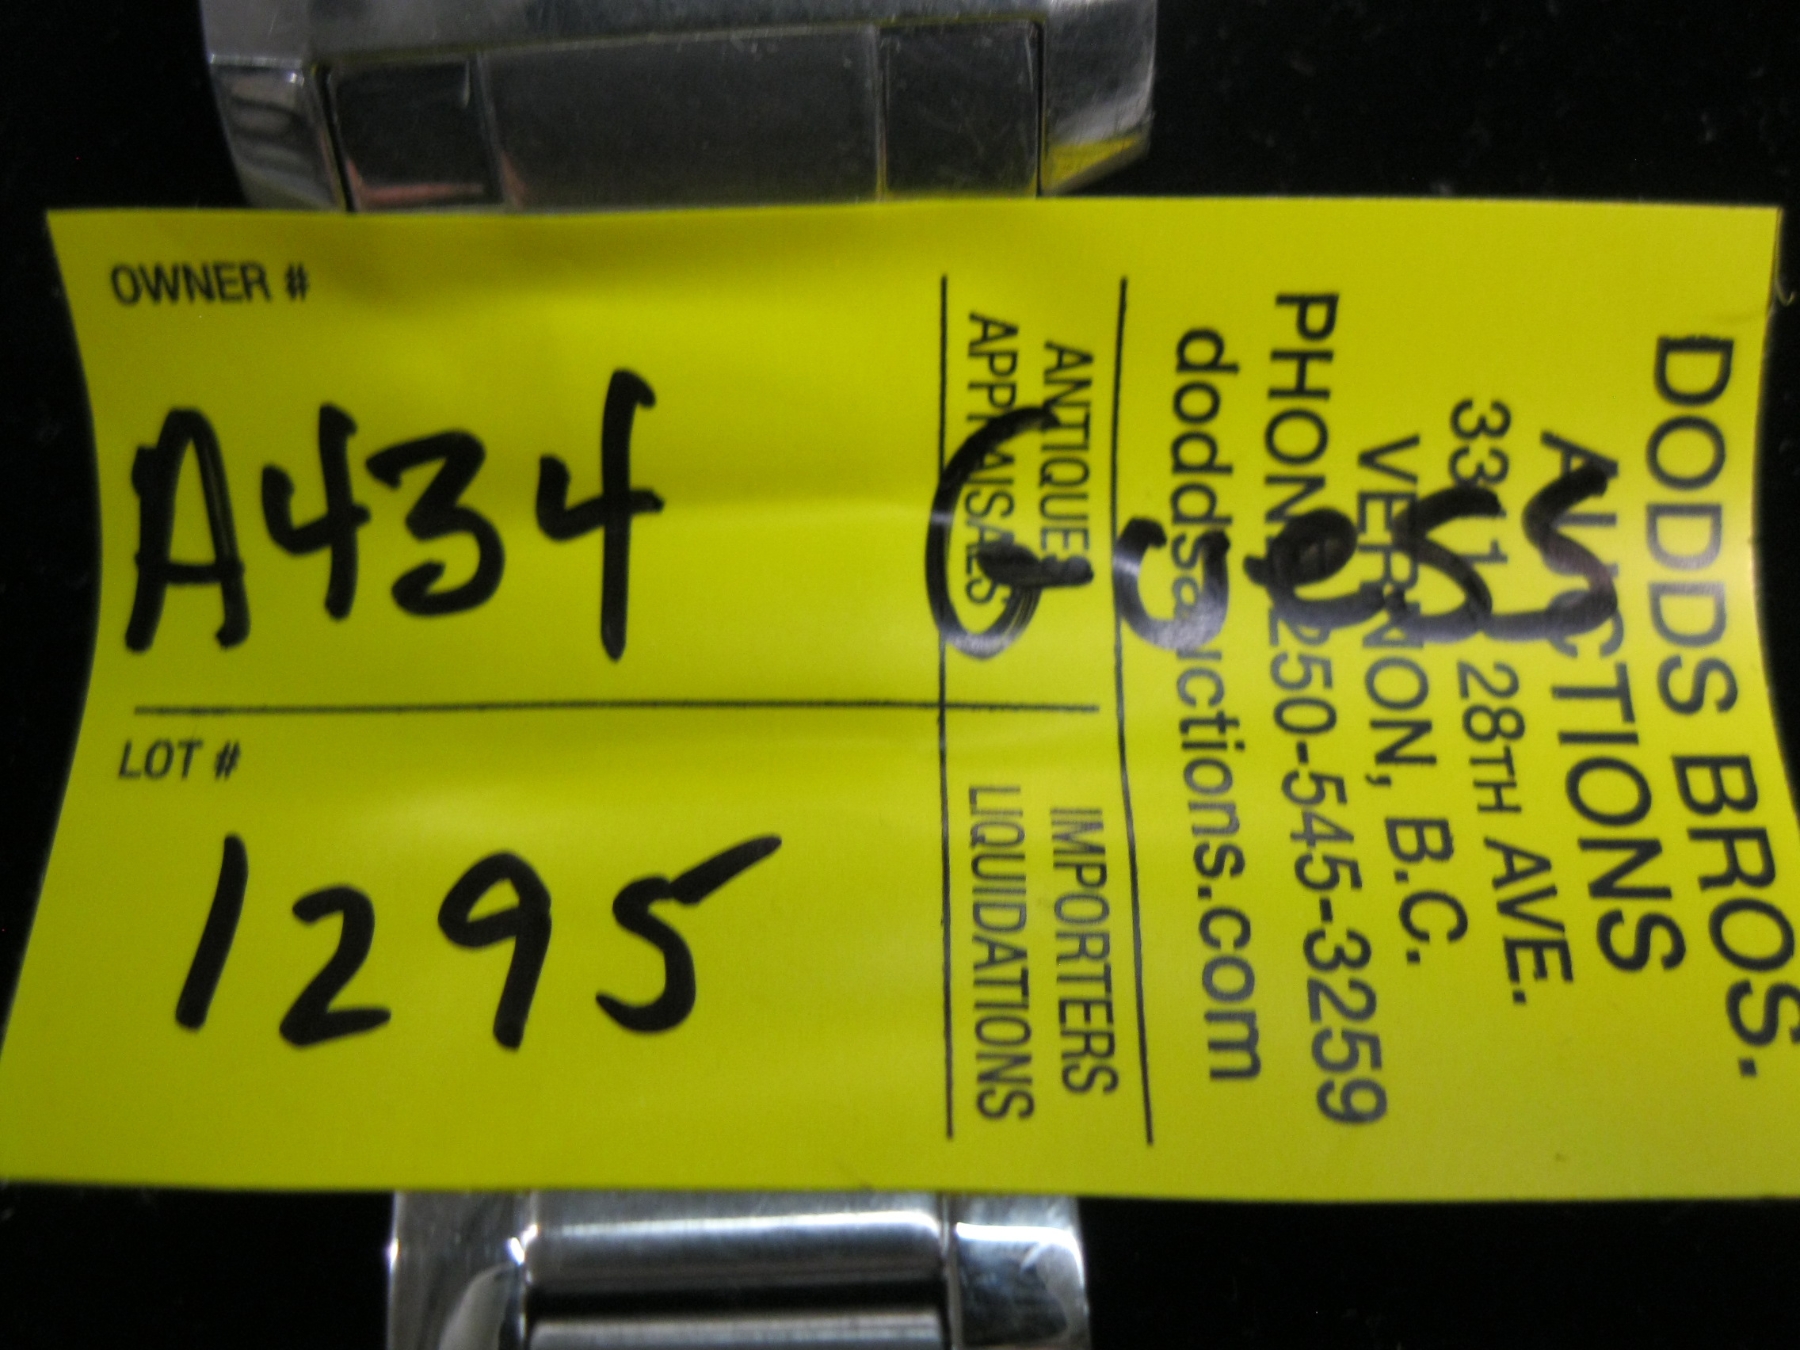 OWNER #
A434
LOT #
1295
Guess
DODDS BROS.
AUCTIONS
3311 28TH AVE.
VERNON, B.C.
PHONE 250-545-3259
doddsauctions.com
ANTIQUES IMPORTERS
APPRAISALS LIQUIDATIONS